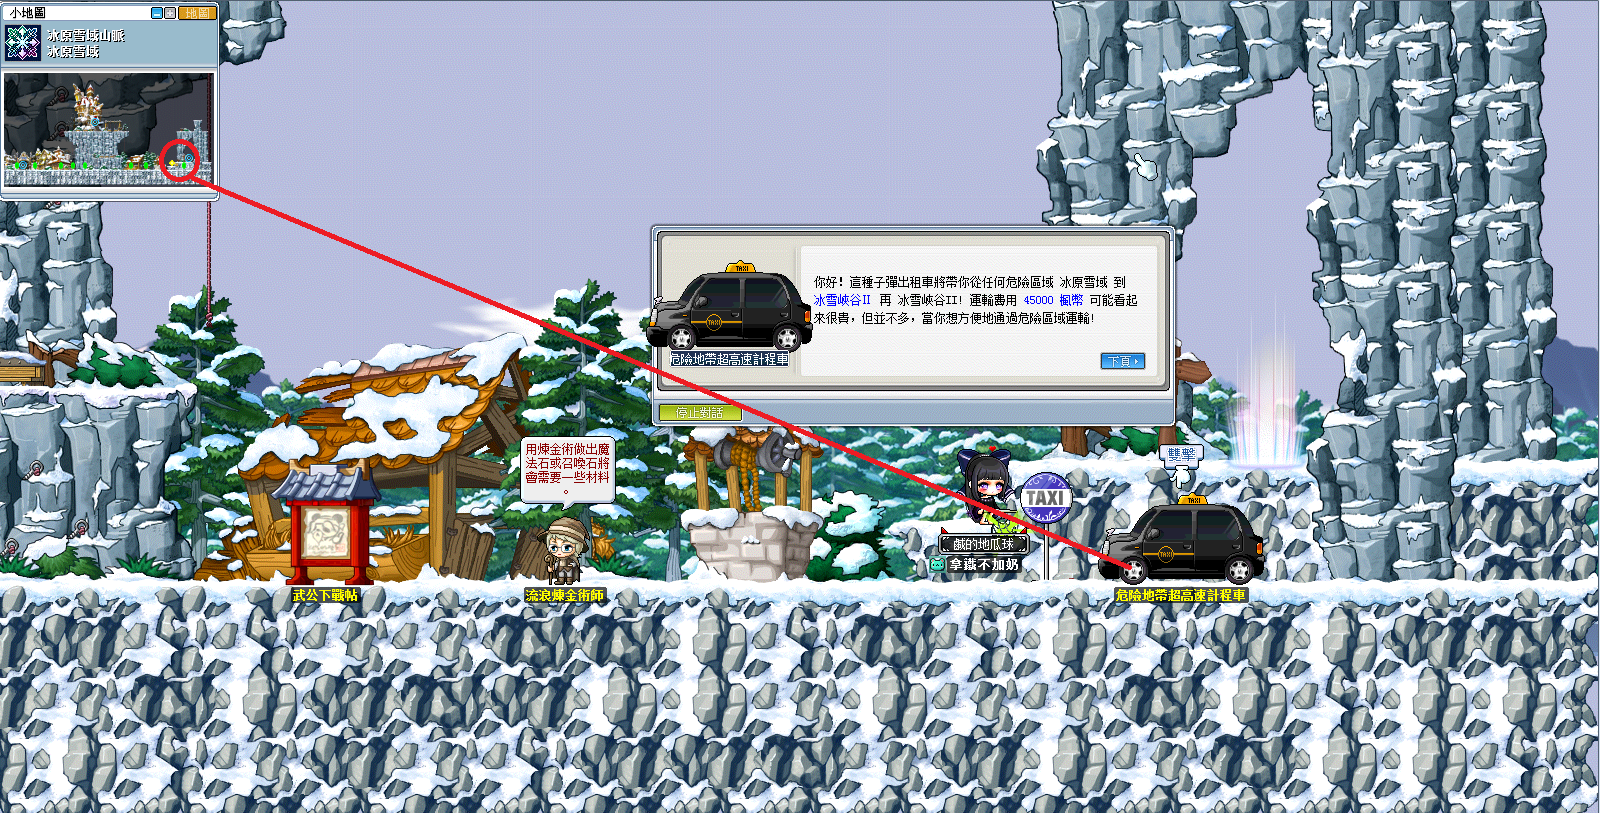 小地圖
地圖
冰原雪域山脈
冰原雪域
TAXI
TAXI
危險地帶超高速計程車
你好! 這種子彈出租車將帶你從任何危險區域 冰原雪域 到
冰雪峽谷II 再 冰雪峽谷II! 運輸費用 45000 楓幣 可能看起
來很貴，但並不多，當你想方便地通過危險區域運輸!
下頁
停止對話
用煉金術做出魔
法石或召喚石將
會需要一些材料
。
雙擊
TAXI
TAXI
TAXI
鹹的地瓜球
拿鐵不加奶
武公下戰帖
流浪煉金術師
危險地帶超高速計程車